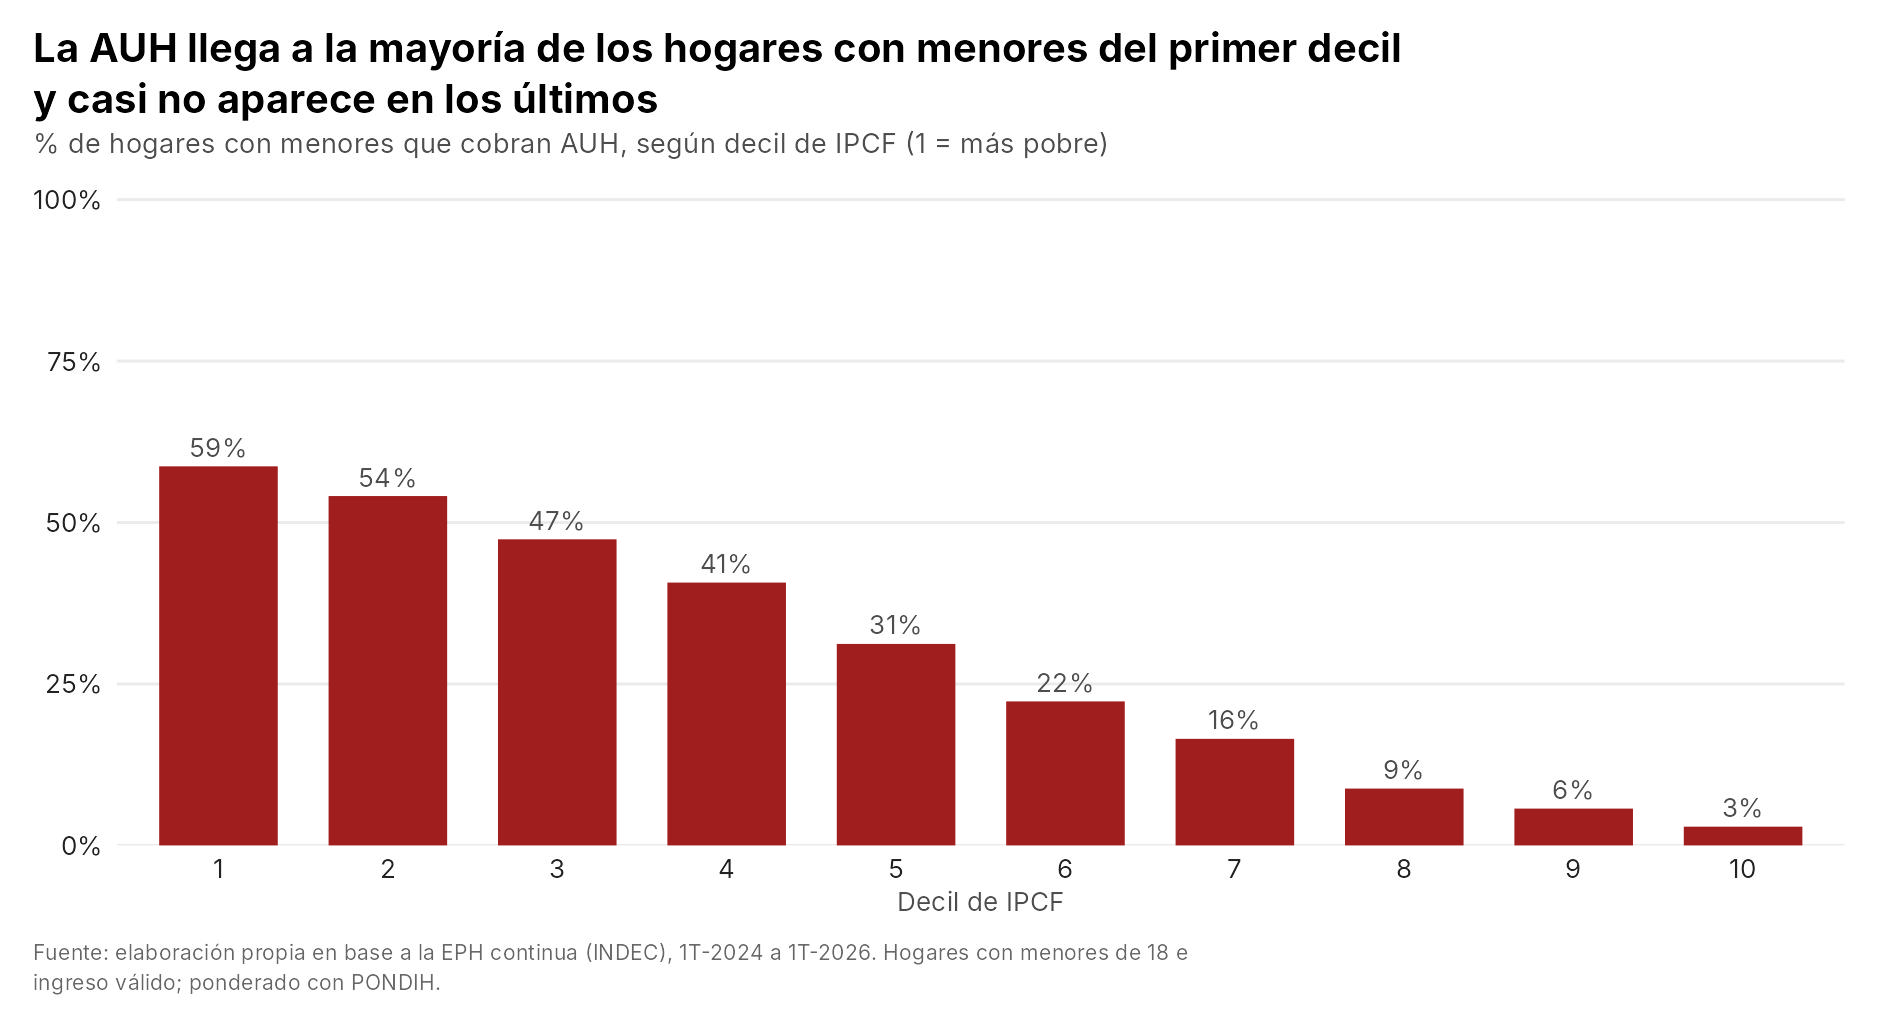 La AUH llega a la mayoría de los hogares con menores del primer decil
y casi no aparece en los últimos
% de hogares con menores que cobran AUH, según decil de IPCF (1 = más pobre)
100%
75%
50%
25%
0%
59%
54%
47%
41%
31%
22%
16%
9%
6%
3%
1 2 3 4 5 6 7 8 9 10
Decil de IPCF
Fuente: elaboración propia en base a la EPH continua (INDEC), 1T-2024 a 1T-2026. Hogares con menores de 18 e
ingreso válido; ponderado con PONDIH.